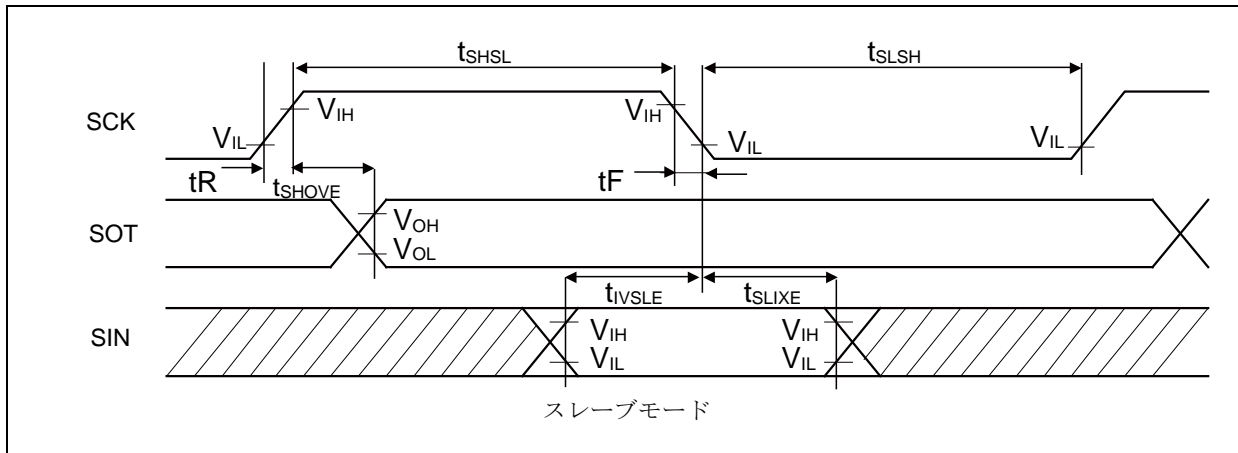 tSHSL
tSLSH
SCK
VIH
VIH
VIL
VIL
VIL
tR
tSHOVE
tF
SOT
VOH
VOL
tIVSLE
tSLIXE
SIN
VIH
VIH
VIL
VIL
スレーブモード